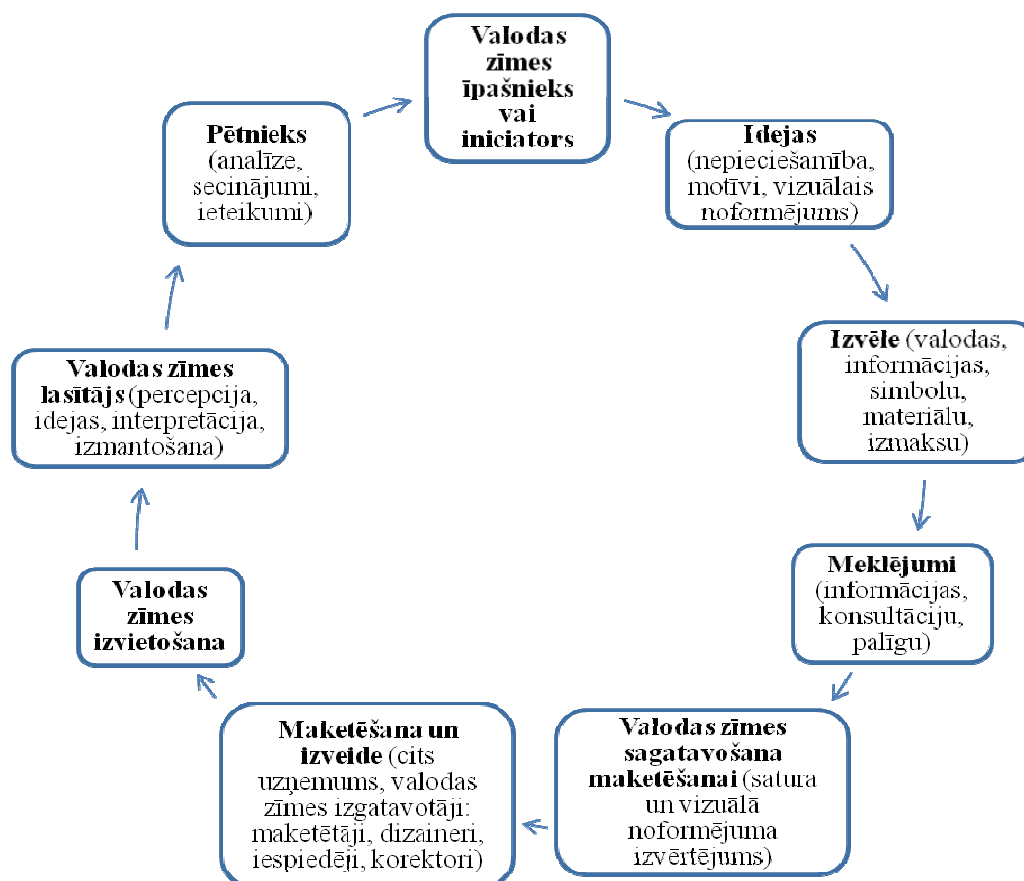 Valodas
zīmes
īpašnieks
vai
iniciators
Idejas
(nepieciešamība,
motīvi, vizuālais
noformējums)
Izvēle (valodas,
informācijas,
simbolu,
materiālu,
izmaksu)
Meklējumi
(informācijas,
konsultāciju,
palīgu)
Valodas zīmes
sagatavošana
maketēšanai (satura
un vizuālā
noformējuma
izvērtējums)
Maketēšana un
izveide (cits
uzņemums, valodas
zīmes izgatavotāji:
maketētāji, dizaineri,
iespiedēji, korektori)
Valodas
zīmes
izvietošana
Valodas zīmes
lasītājs (percepcija,
idejas, interpretācija,
izmantošana)
Pētnieks
(analīze,
secinājumi,
ieteikumi)